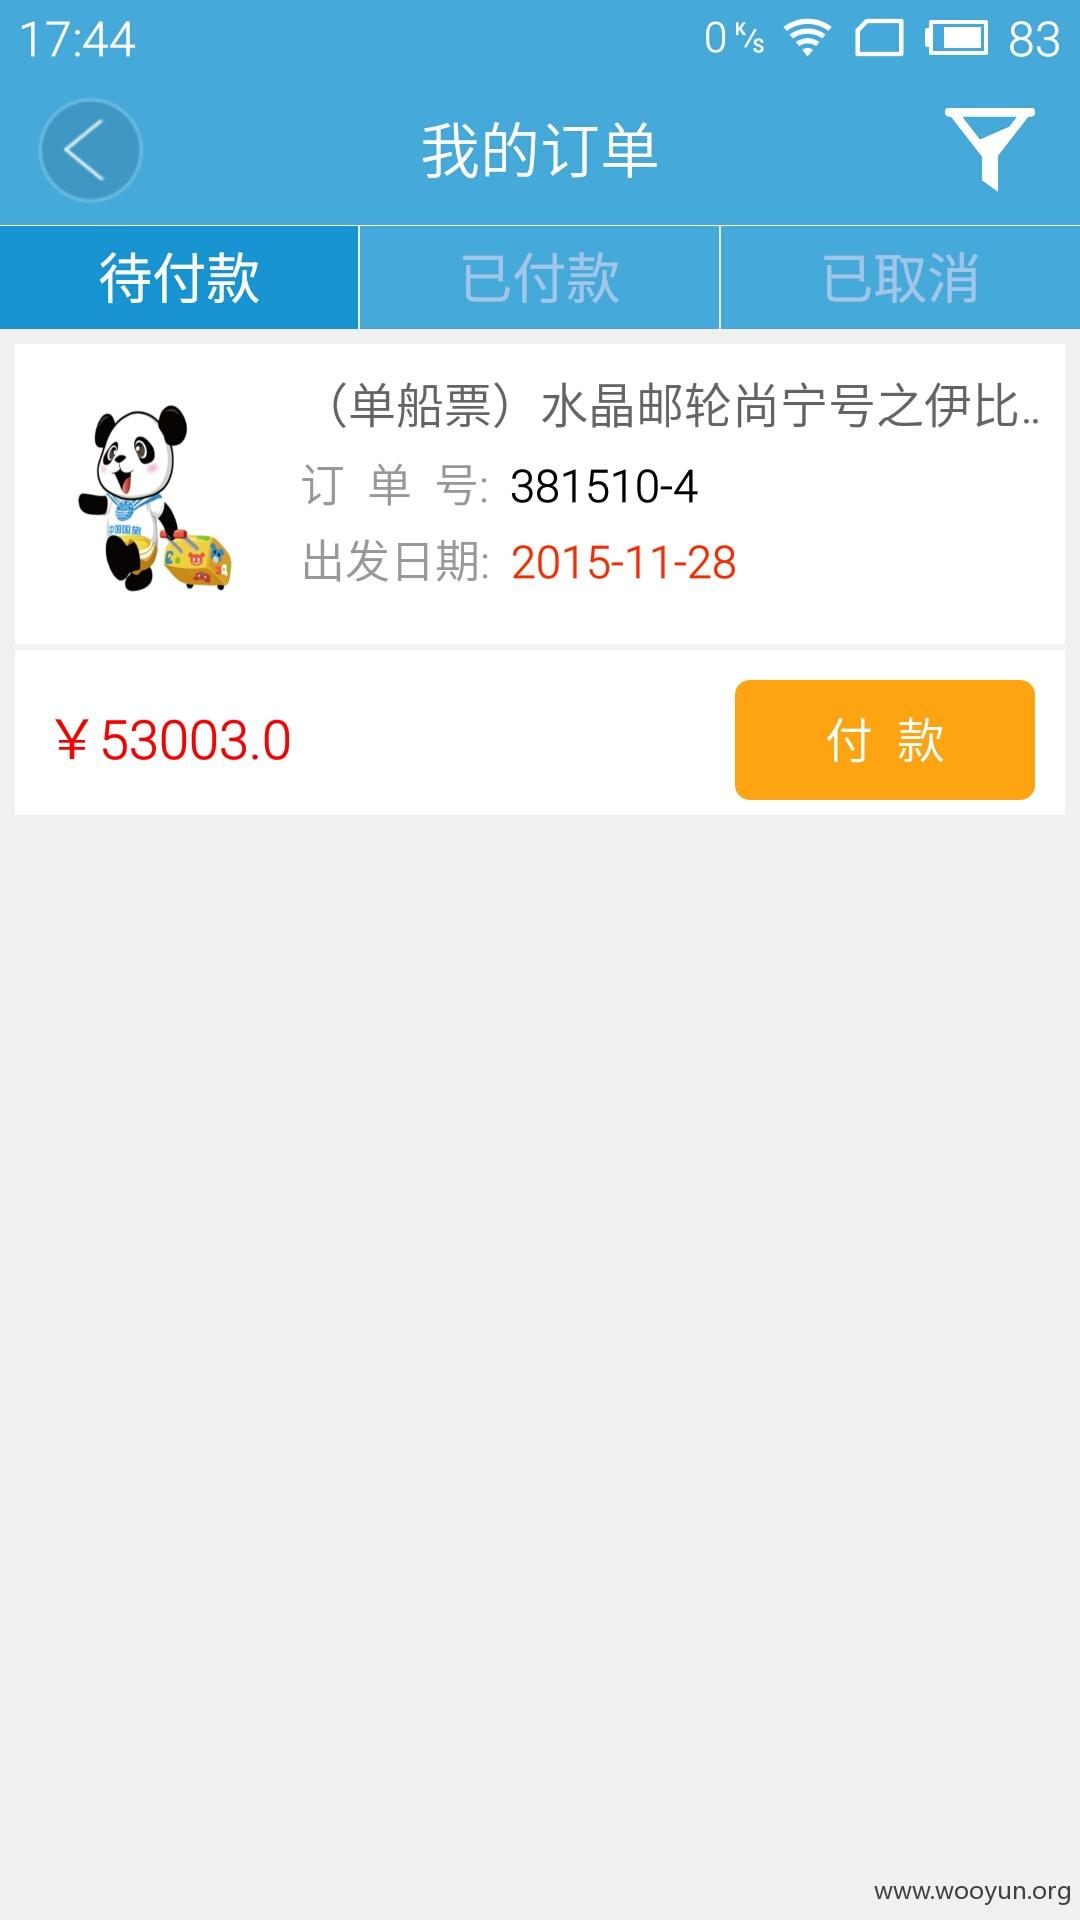 17:44
0 K/s
83
我的订单
待付款
已付款
已取消
（单船票）水晶邮轮尚宁号之伊比..
订 单 号: 381510-4
出发日期: 2015-11-28
中国国旅
￥53003.0
付 款
www.wooyun.org